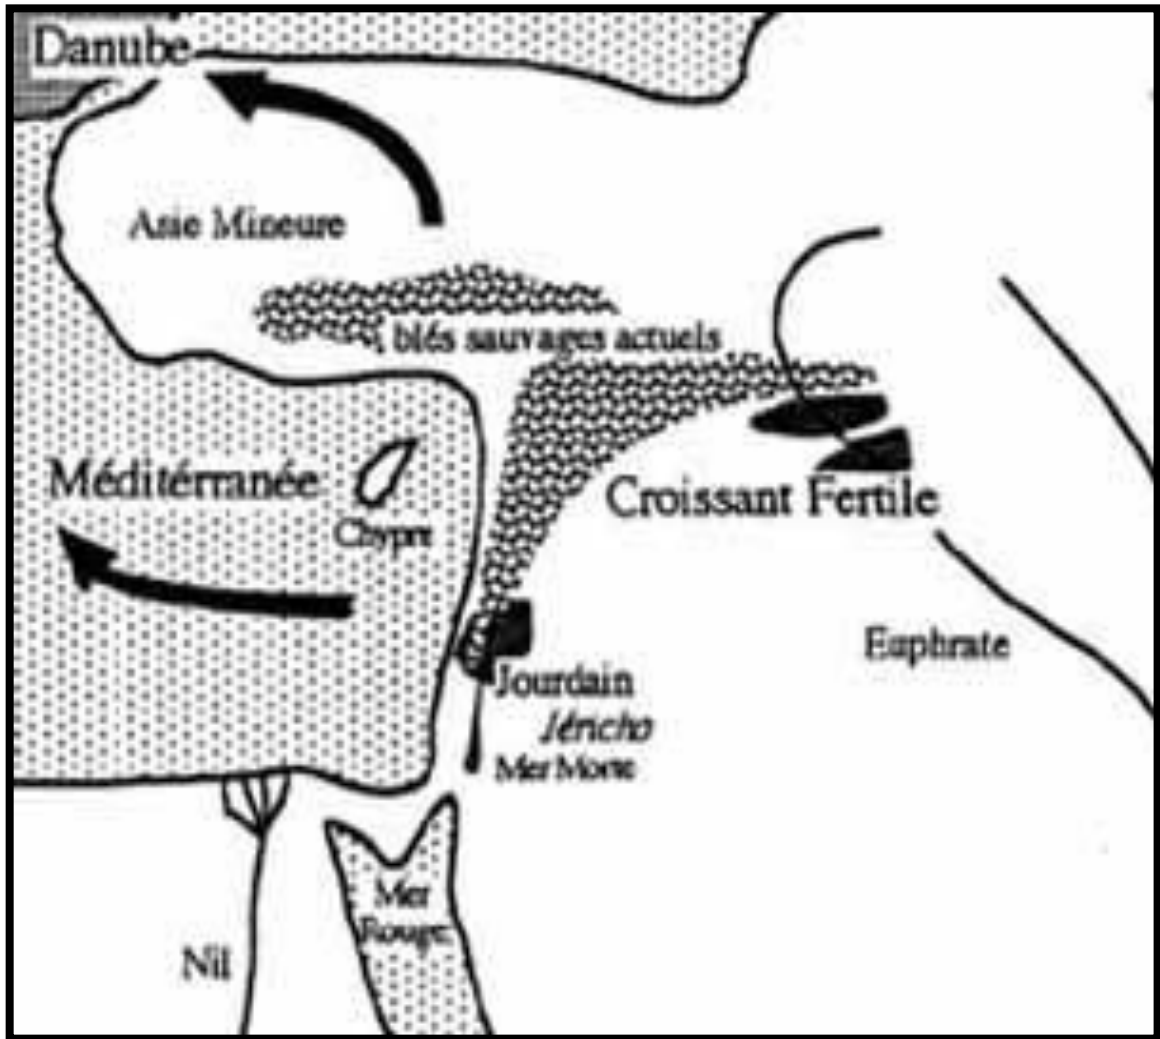 Danube
Asie Mineure
blés sauvages actuels
Méditérranée
Croissant Fertile
Chypre
Euphrate
Jourdain
Jéricho
Mer Morte
Mer
Rouge
Nil